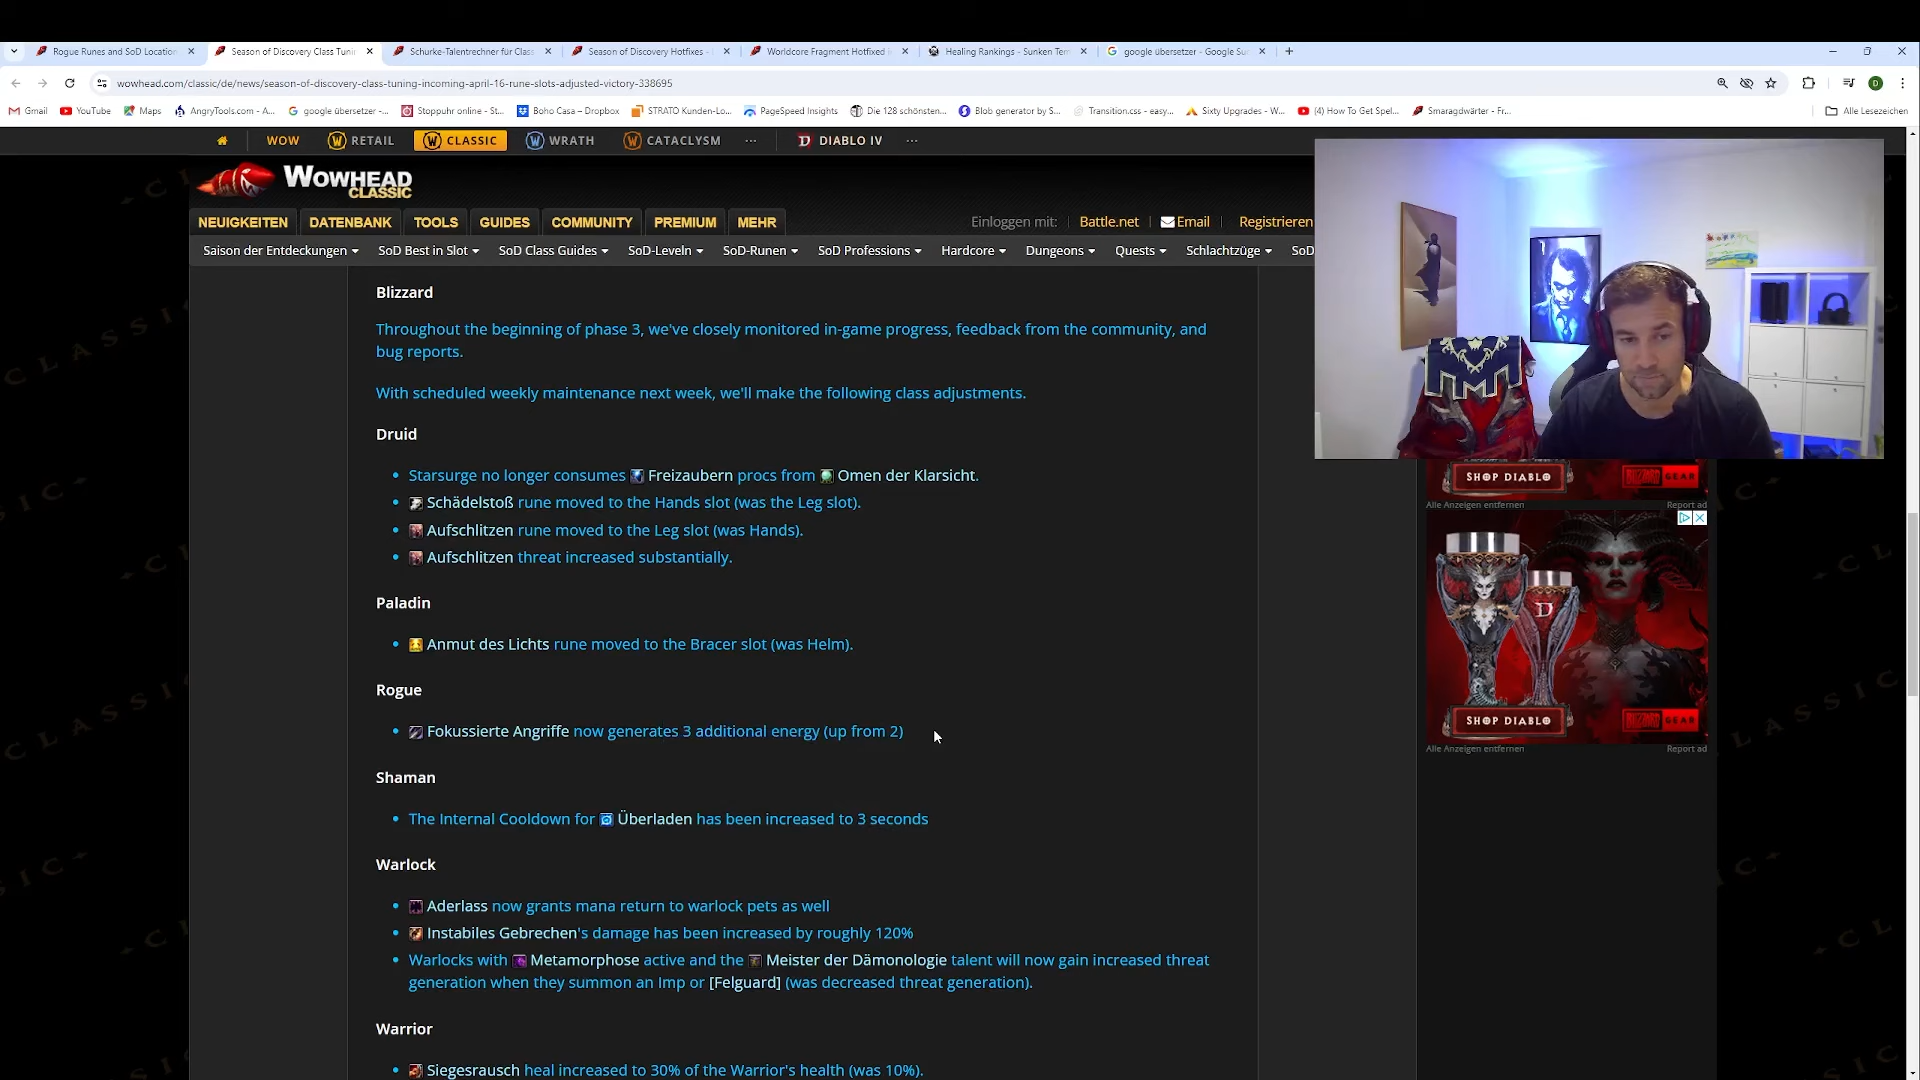 Rogue Runes and SoD Location
Season of Discovery Class Tuni
Schurke-Talentrechner für Clas
Season of Discovery Hotfixes -
Worldcore Fragment Hotfixed i
Healing Rankings - Sunken Tem
google übersetzer - Google Su
wowhead.com/classic/de/news/season-of-discovery-class-tuning-incoming-april-16-rune-slots-adjusted-victory-338695
D
Gmail YouTube Maps AngryTools.com - A... google übersetzer -... Stoppuhr online - St... Boho Casa – Dropbox STRATO Kunden-Lo... PageSpeed Insights Die 128 schönsten... Blob generator by S... Transition.css - easy... Sixty Upgrades - W... (4) How To Get Spel... Smaragdwärter - Fr... Alle Lesezeichen
WOW RETAIL CLASSIC WRATH CATACLYSM ... DIABLO IV ...
WOWHEAD
CLASSIC
NEUIGKEITEN DATENBANK TOOLS GUIDES COMMUNITY PREMIUM MEHR Einloggen mit: Battle.net Email Registrieren
Saison der Entdeckungen SoD Best in Slot SoD Class Guides SoD-Leveln SoD-Runen SoD Professions Hardcore Dungeons Quests Schlachtzüge SoD
Blizzard
Throughout the beginning of phase 3, we've closely monitored in-game progress, feedback from the community, and
bug reports.
With scheduled weekly maintenance next week, we'll make the following class adjustments.
Druid
• Starsurge no longer consumes Freizaubern procs from Omen der Klarsicht.
• Schädelstoß rune moved to the Hands slot (was the Leg slot).
• Aufschlitzen rune moved to the Leg slot (was Hands).
• Aufschlitzen threat increased substantially.
Paladin
• Anmut des Lichts rune moved to the Bracer slot (was Helm).
Rogue
• Fokussierte Angriffe now generates 3 additional energy (up from 2)
Shaman
• The Internal Cooldown for Überladen has been increased to 3 seconds
Warlock
• Aderlass now grants mana return to warlock pets as well
• Instabiles Gebrechen's damage has been increased by roughly 120%
• Warlocks with Metamorphose active and the Meister der Dämonologie talent will now gain increased threat
generation when they summon an Imp or [Felguard] (was decreased threat generation).
Warrior
• Siegesrausch heal increased to 30% of the Warrior's health (was 10%).
SHOP DIABLO
BLIZZARD GEAR
Alle Anzeigen entfernen Report ad
D
SHOP DIABLO
BLIZZARD GEAR
Alle Anzeigen entfernen Report ad